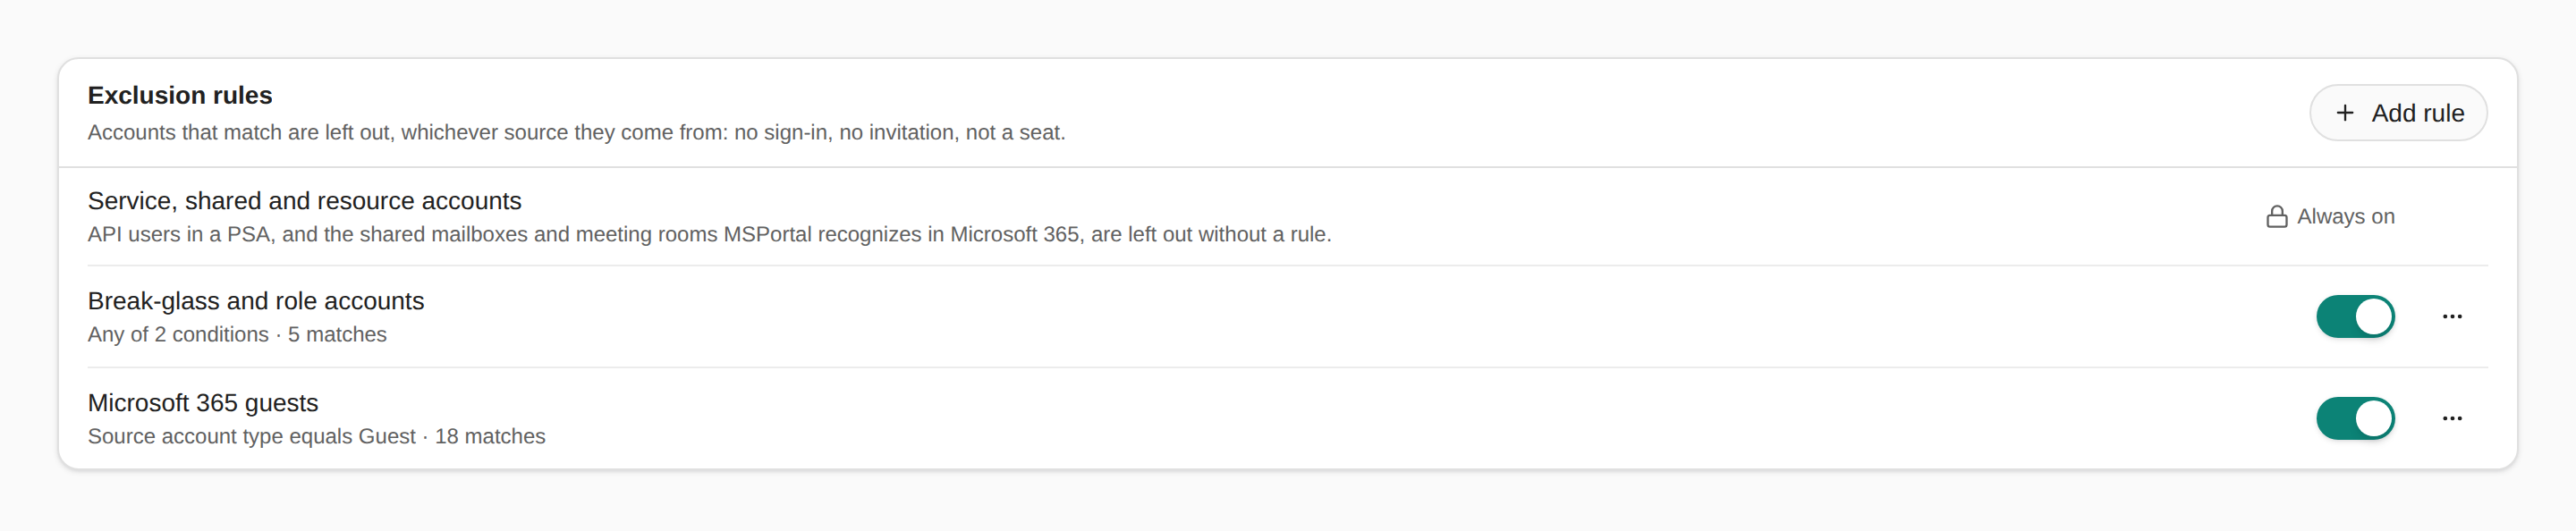 Exclusion rules
Accounts that match are left out, whichever source they come from: no sign-in, no invitation, not a seat.
Add rule
Service, shared and resource accounts
API users in a PSA, and the shared mailboxes and meeting rooms MSPortal recognizes in Microsoft 365, are left out without a rule.
Always on
Break-glass and role accounts
Any of 2 conditions · 5 matches
Microsoft 365 guests
Source account type equals Guest · 18 matches